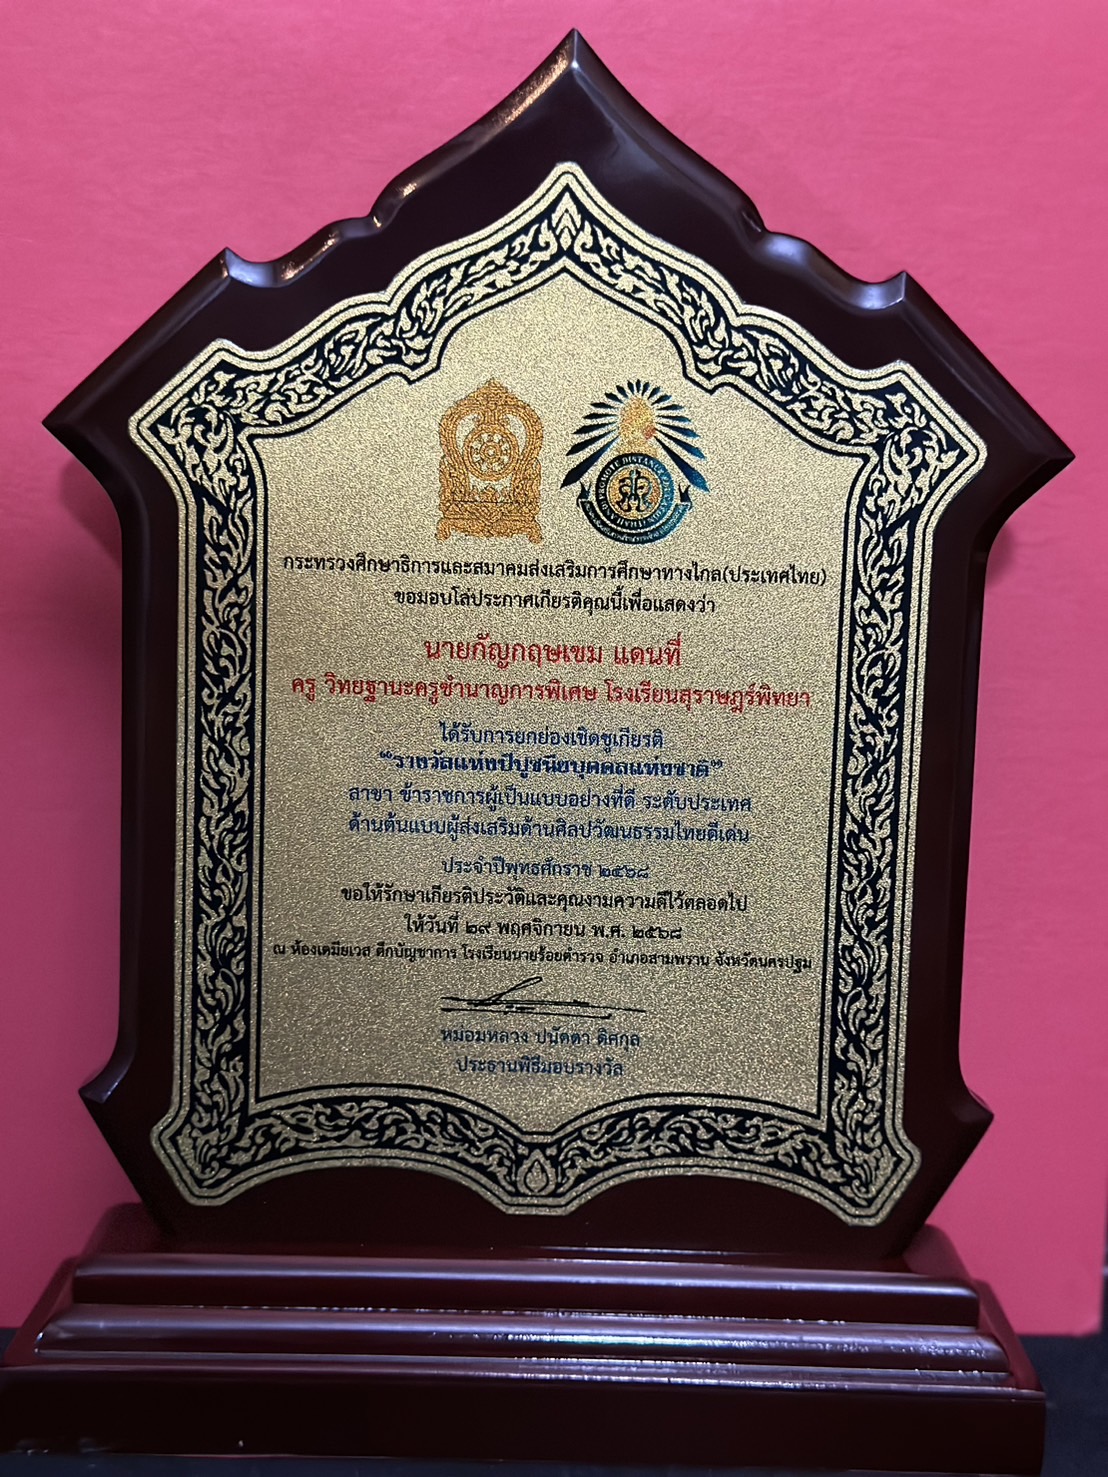 PROMOTE DISTANCE EDUCATION ASSOCIATION
กระทรวงศึกษาธิการและสมาคมส่งเสริมการศึกษาทางไกล(ประเทศไทย)
ขอมอบโล่ประกาศเกียรติคุณนี้เพื่อแสดงว่า
นายกัญกฤษเขม แดนที่
ครู วิทยฐานะครูชำนาญการพิเศษ โรงเรียนสุราษฎร์พิทยา
ได้รับการยกย่องเชิดชูเกียรติ
“รางวัลแห่งปีปูชนียบุคคลแห่งชาติ”
สาขา ข้าราชการผู้เป็นแบบอย่างที่ดี ระดับประเทศ
ด้านต้นแบบผู้ส่งเสริมด้านศิลปวัฒนธรรมไทยดีเด่น
ประจำปีพุทธศักราช ๒๕๖๘
ขอให้รักษาเกียรติประวัติและคุณงามความดีไว้ตลอดไป
ให้วันที่ ๒๙ พฤศจิกายน พ.ศ. ๒๕๖๘
ณ ห้องเตมียเวส ตึกบัญชาการ โรงเรียนนายร้อยตำรวจ อำเภอสามพราน จังหวัดนครปฐม
หม่อมหลวง ปนัดดา ดิศกุล
ประธานพิธีมอบรางวัล